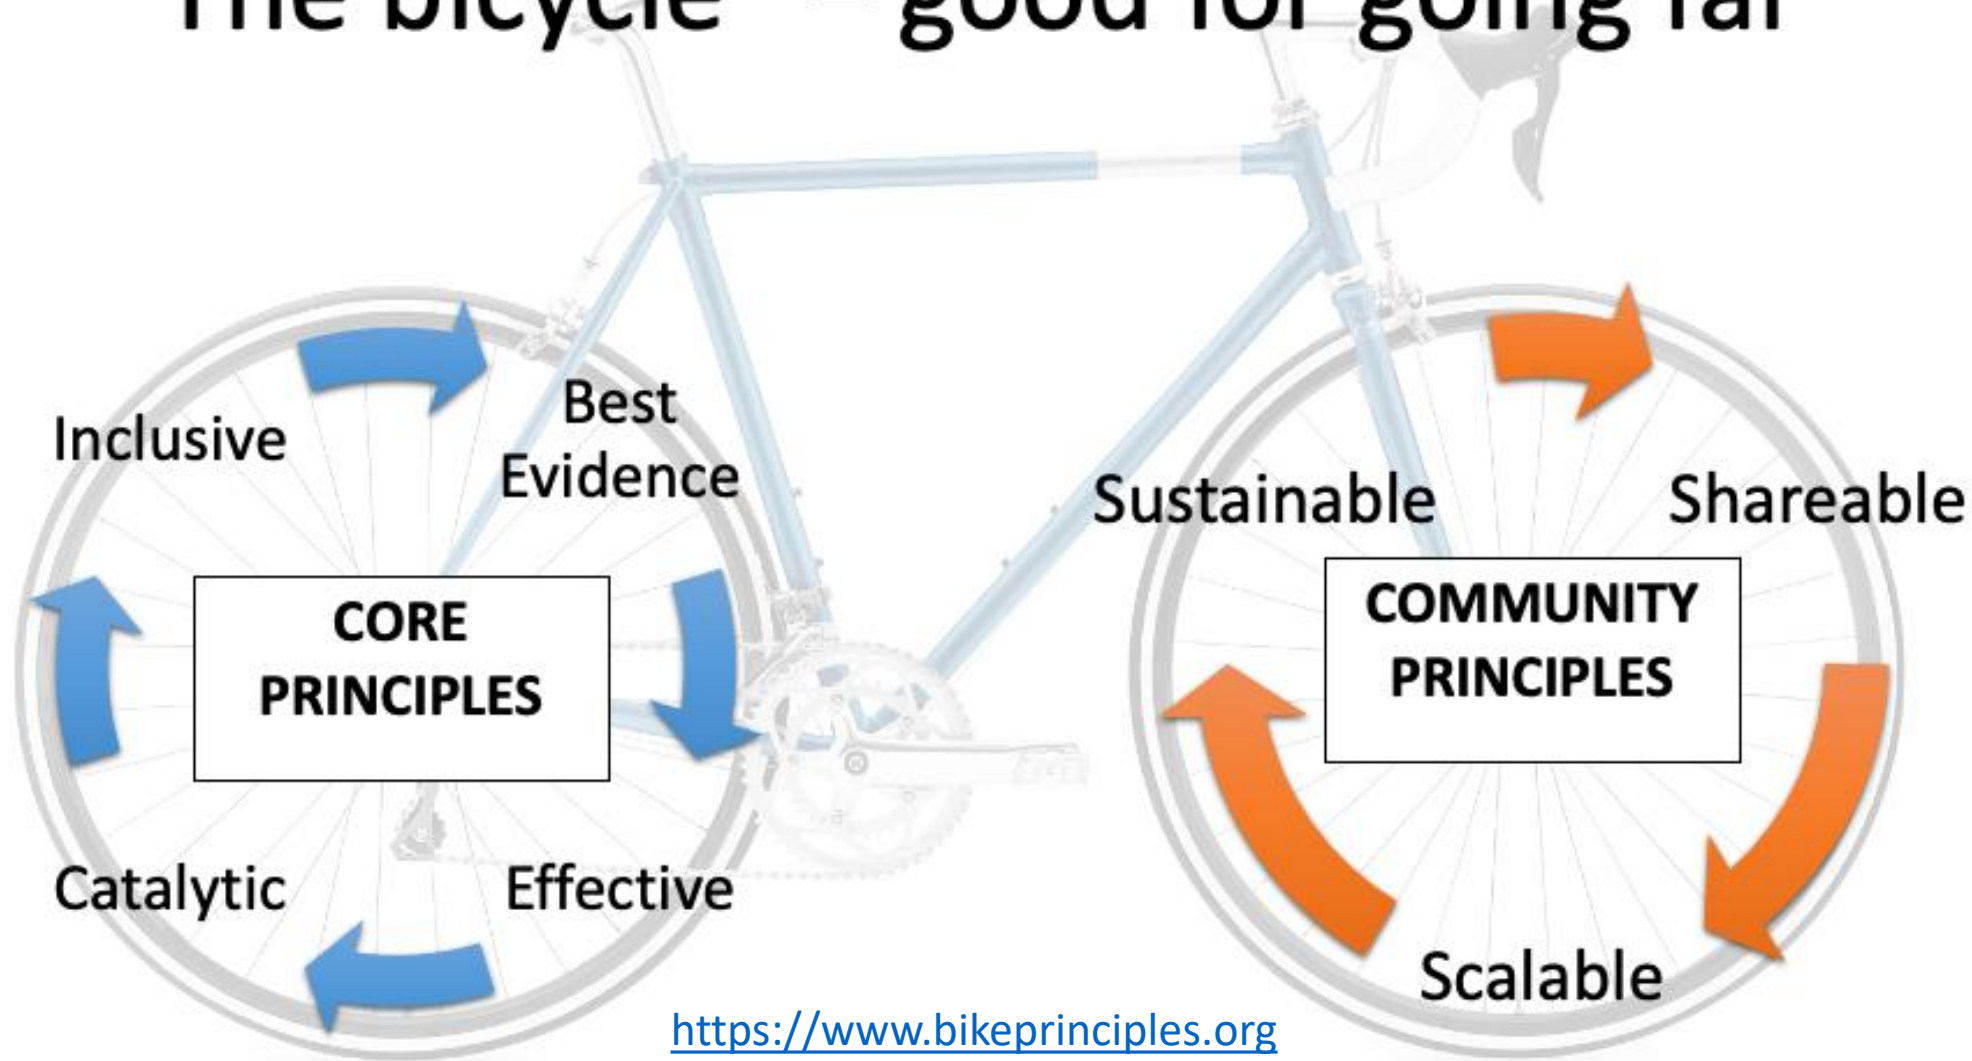 The bicycle – good for going far
Inclusive
Best
Evidence
CORE
PRINCIPLES
Catalytic
Effective
Sustainable
Shareable
COMMUNITY
PRINCIPLES
Scalable
https://www.bikeprinciples.org